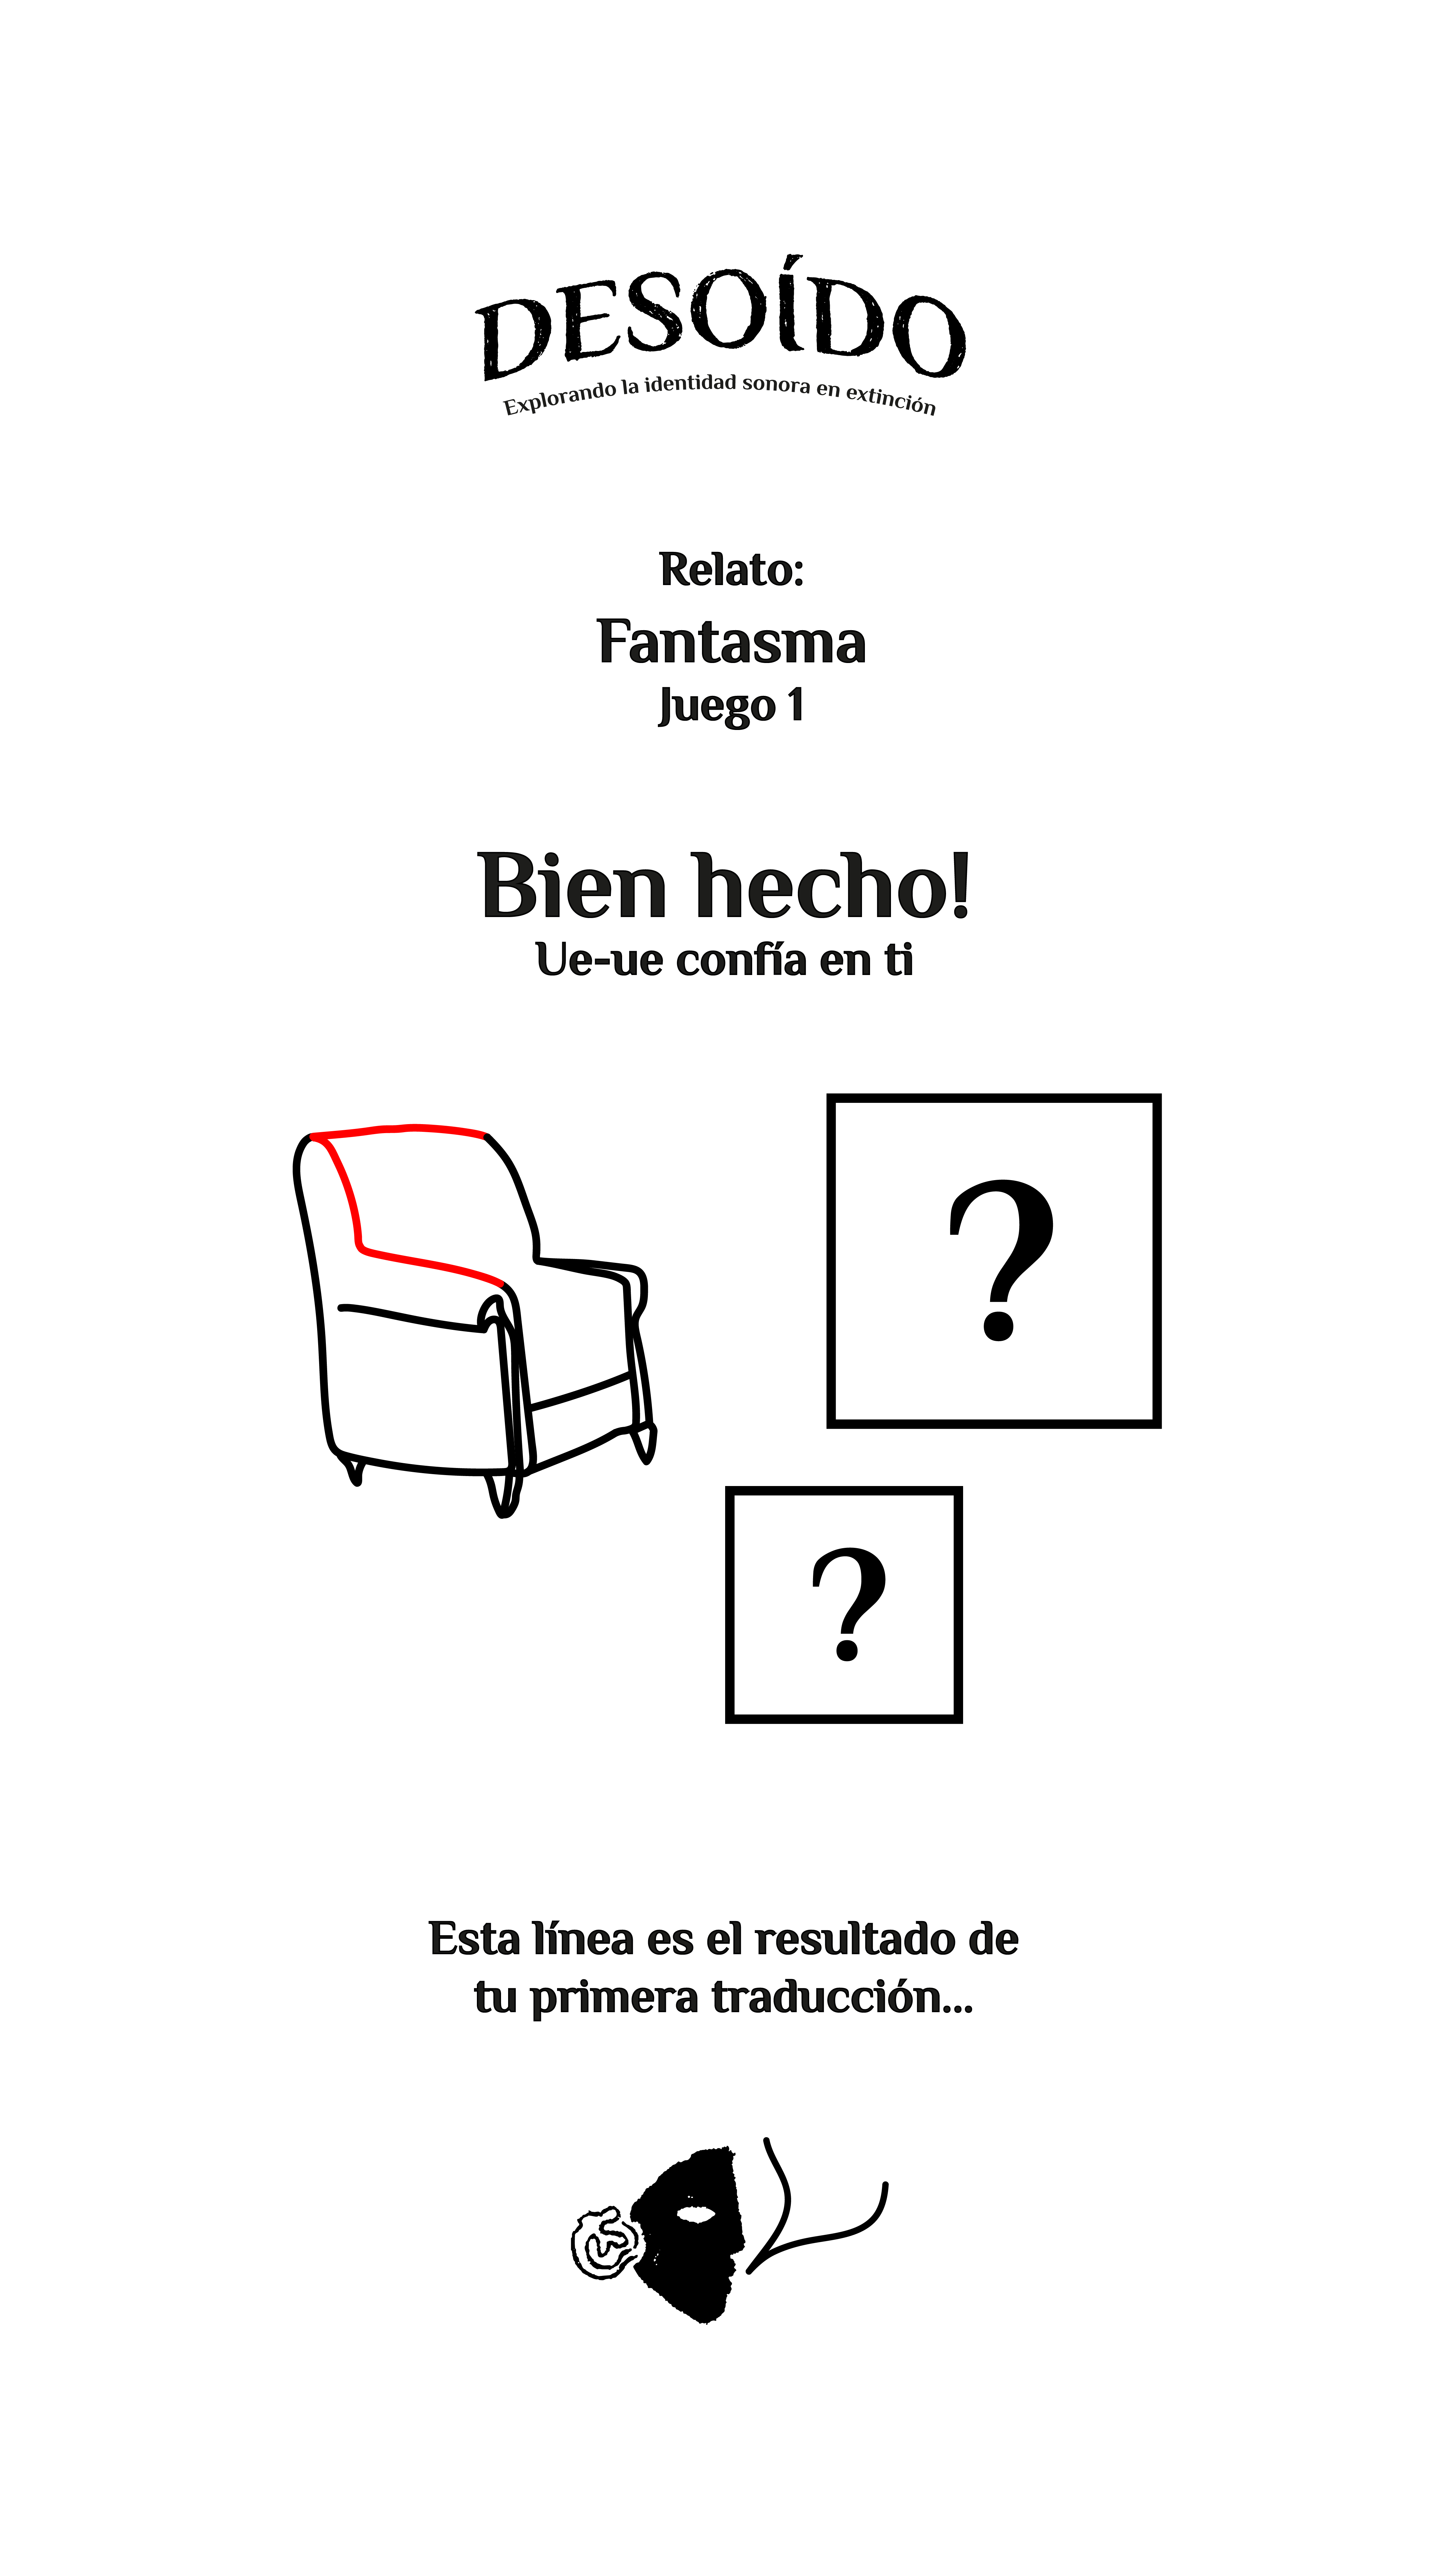 DESOÍDO
Explorando la identidad sonora en extinción
Relato:
Fantasma
Juego 1
Bien hecho!
Ue-ue confía en ti
?
?
Esta línea es el resultado de
tu primera traducción...